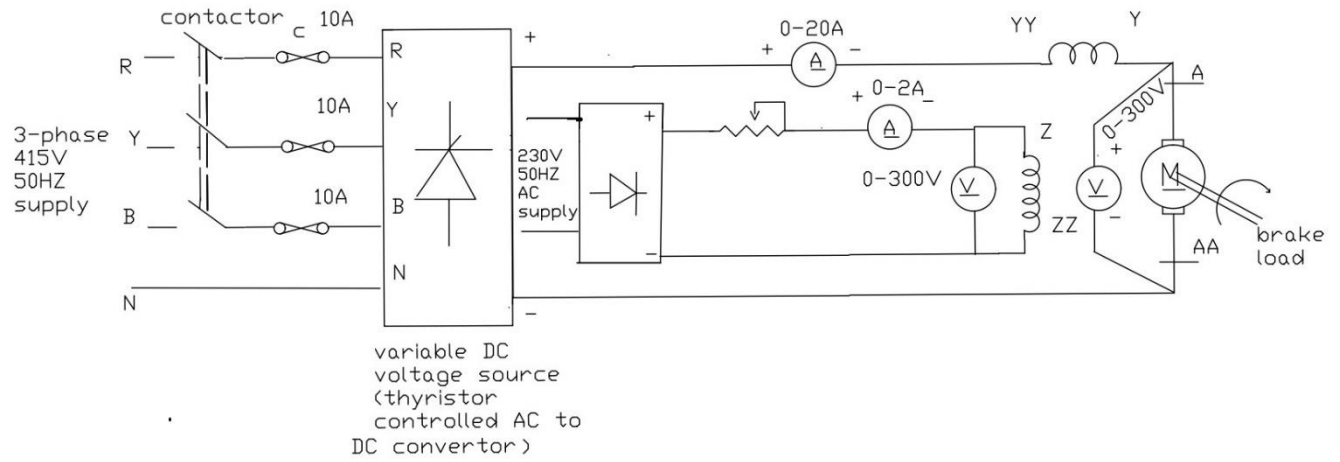 contactor
c
10A
R
R
+
0-20A
+
-
A
YY
Y
A
10A
Y
Y
3-phase
415V
50HZ
supply
230V
50HZ
AC
supply
+
0-2A
+
-
A
Z
0-300V
V
ZZ
0-300V
+
V
-
M
10A
B
B
-
AA
brake
load
N
N
-
variable DC
voltage source
(thyristor
controlled AC to
DC convertor)